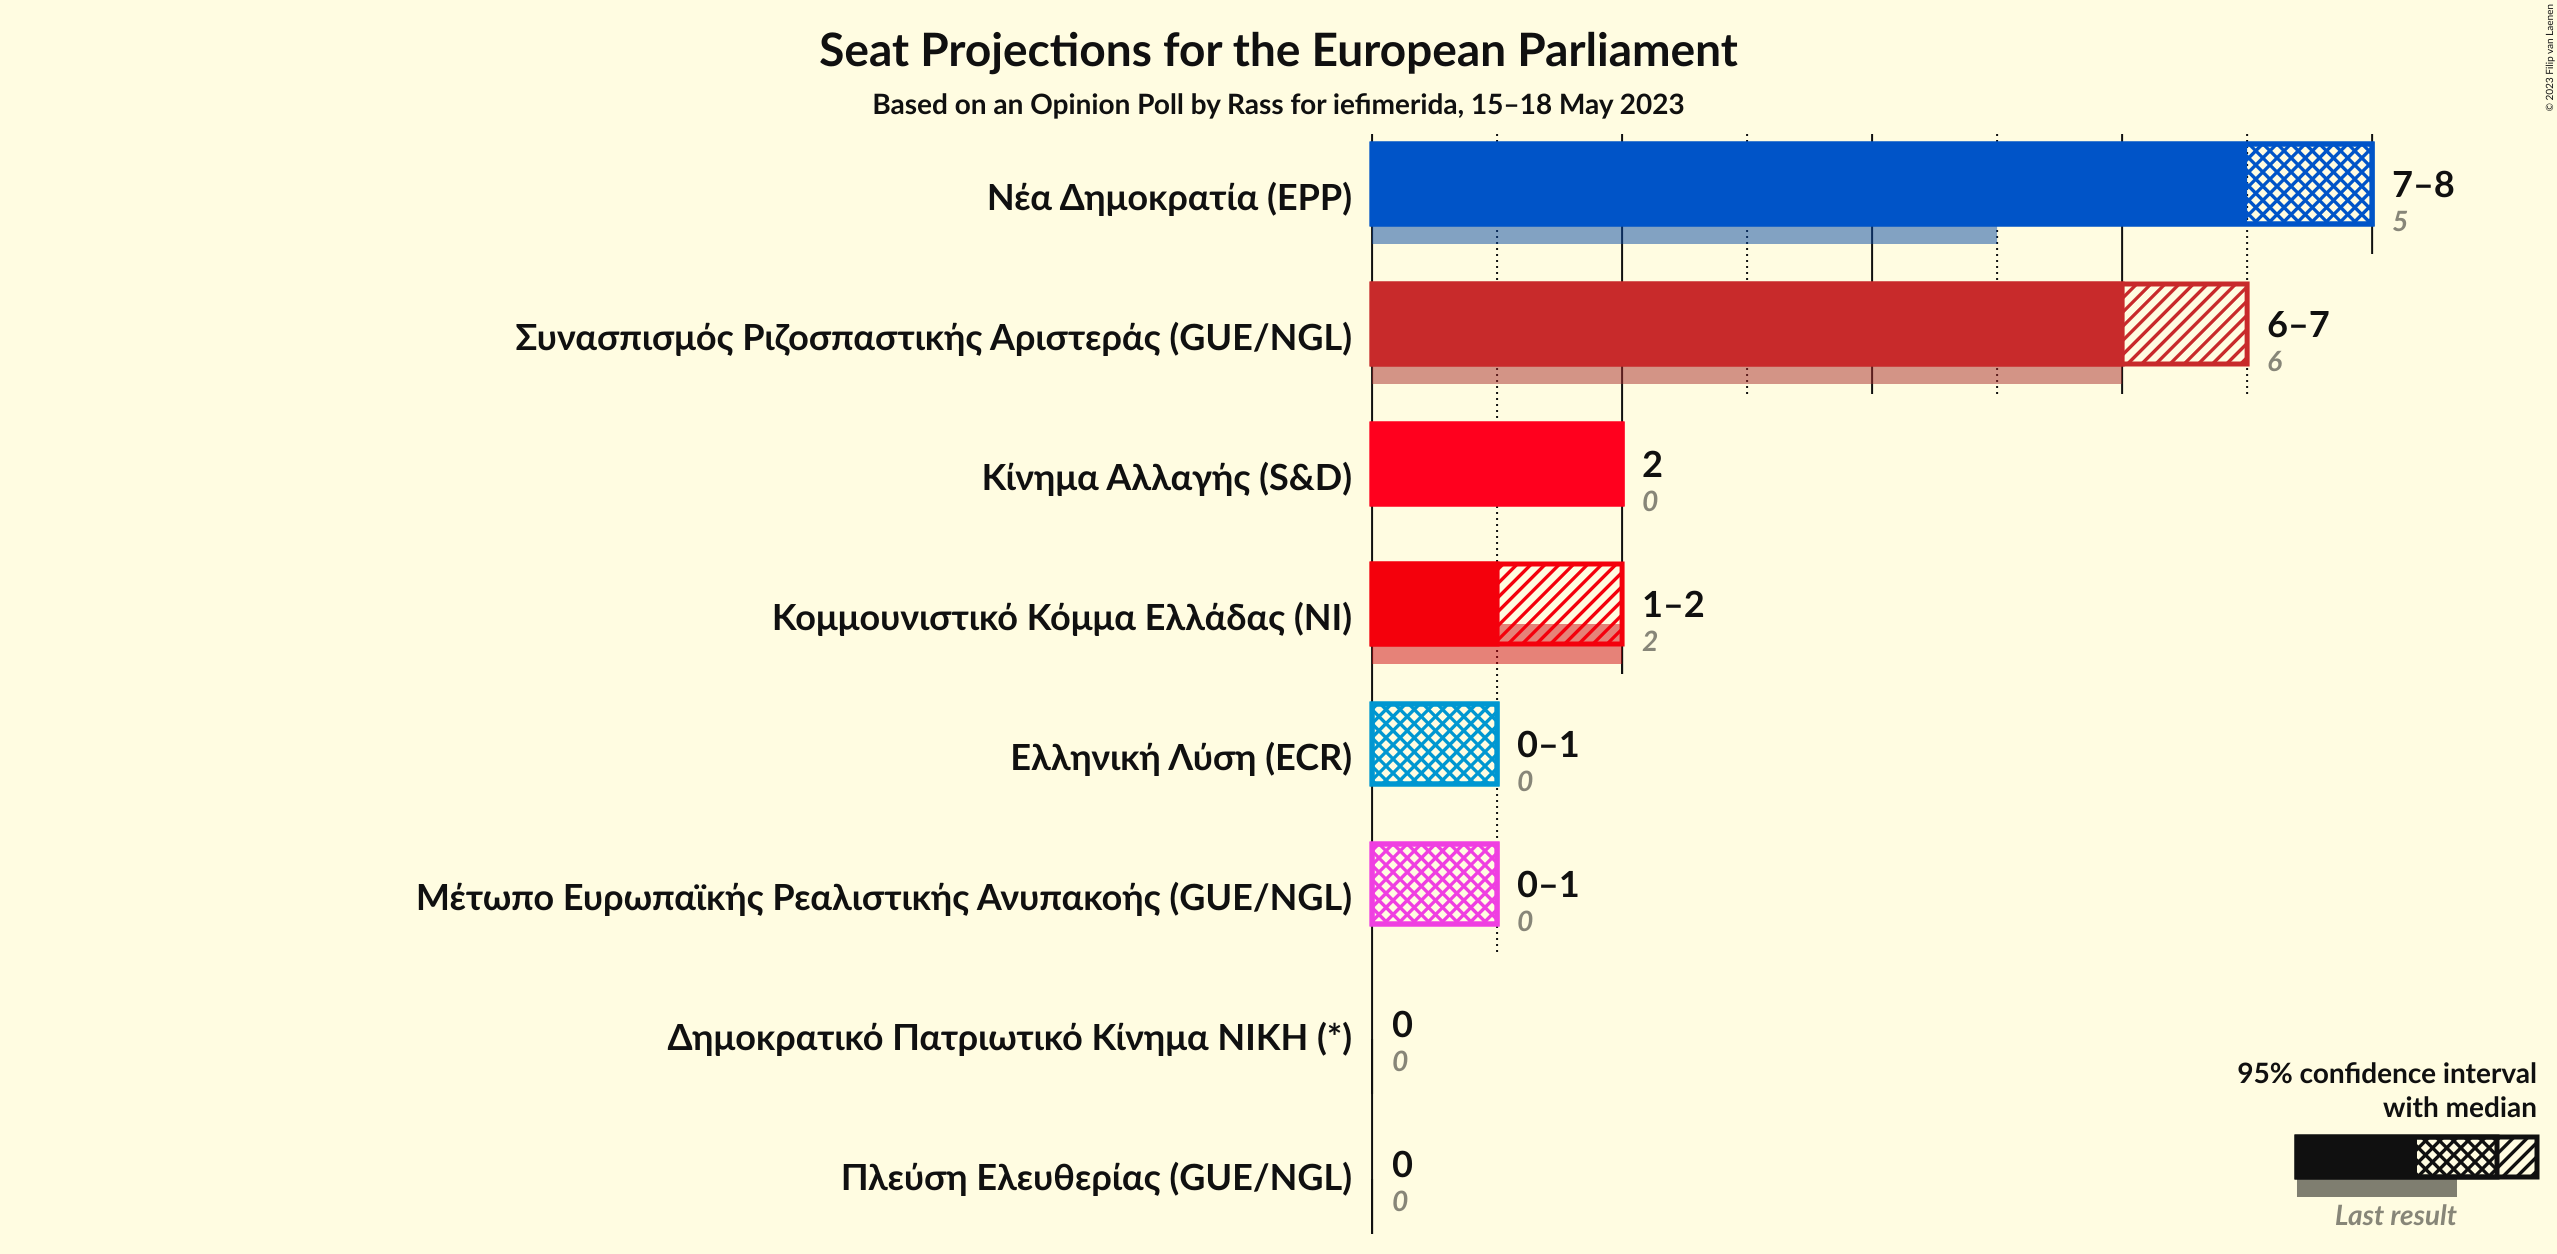 Seat Projections for the European Parliament
Based on an Opinion Poll by Rass for iefimerida, 15–18 May 2023
© 2023 Filip van Laenen
Νέα Δημοκρατία (EPP)
7–8
5
Συνασπισμός Ριζοσπαστικής Αριστεράς (GUE/NGL)
6–7
6
Κίνημα Αλλαγής (S&D)
2
0
Κομμουνιστικό Κόμμα Ελλάδας (NI)
1–2
2
Ελληνική Λύση (ECR)
0–1
0
Μέτωπο Ευρωπαϊκής Ρεαλιστικής Ανυπακοής (GUE/NGL)
0–1
0
Δημοκρατικό Πατριωτικό Κίνημα ΝΙΚΗ (*)
0
0
Πλεύση Ελευθερίας (GUE/NGL)
0
0
95% confidence interval
with median
Last result